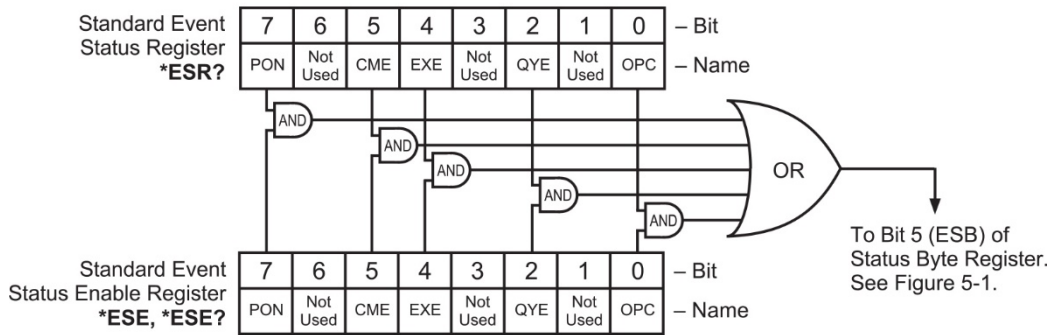 Standard Event
Status Register
*ESR?
7 6 5 4 3 2 1 0 – Bit
PON Not Used CME EXE Not Used QYE Not Used OPC – Name
AND
AND
AND
AND
AND
OR
To Bit 5 (ESB) of
Status Byte Register.
See Figure 5-1.
Standard Event
Status Enable Register
*ESE, *ESE?
7 6 5 4 3 2 1 0 – Bit
PON Not Used CME EXE Not Used QYE Not Used OPC – Name